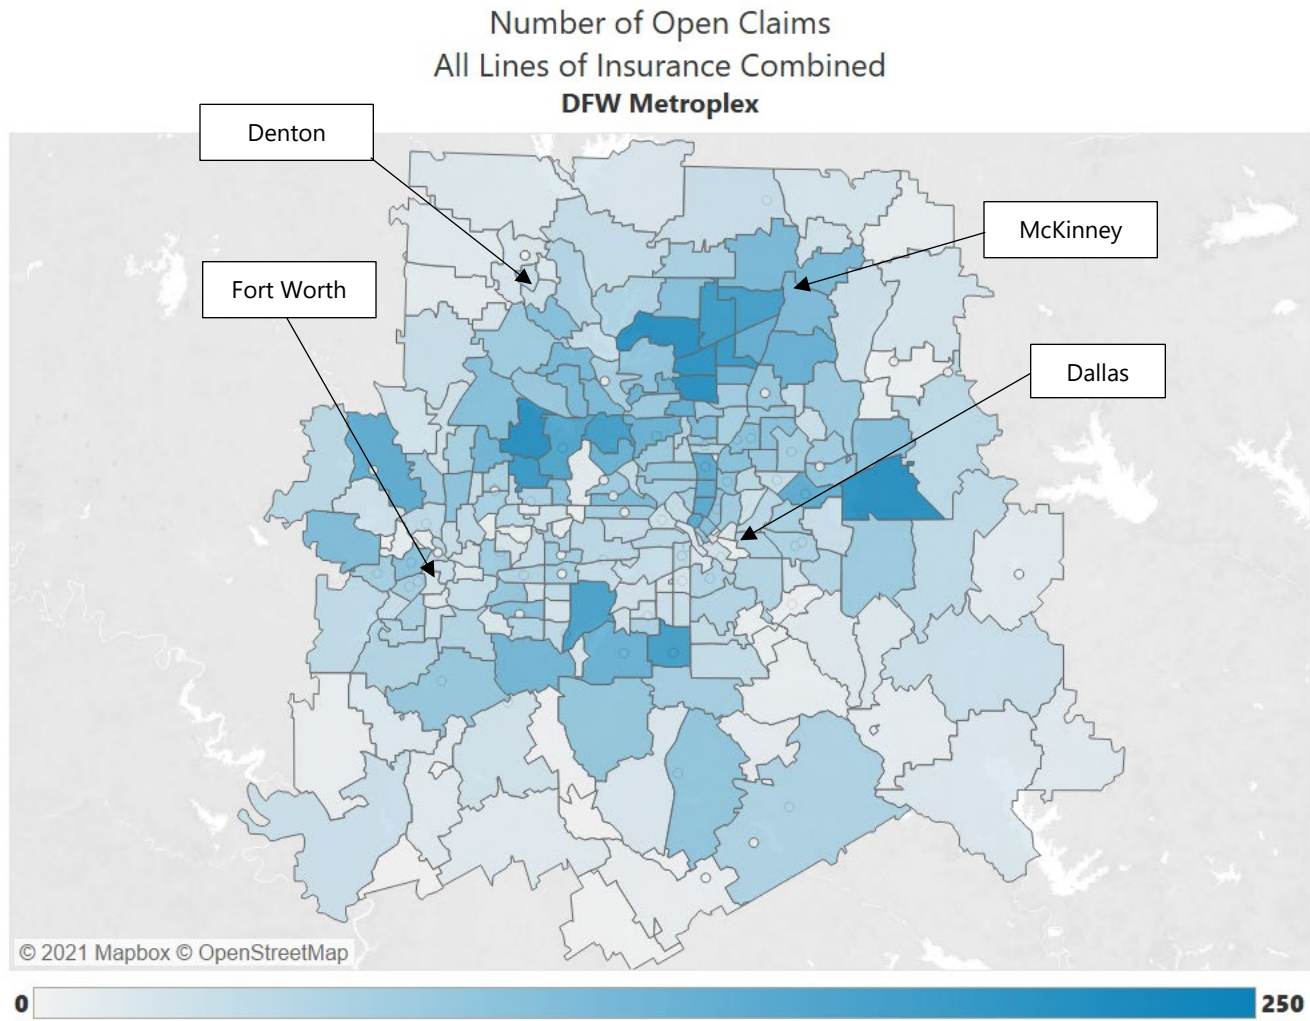 Number of Open Claims
All Lines of Insurance Combined
DFW Metroplex
Denton
McKinney
Fort Worth
Dallas
© 2021 Mapbox © OpenStreetMap
0
250